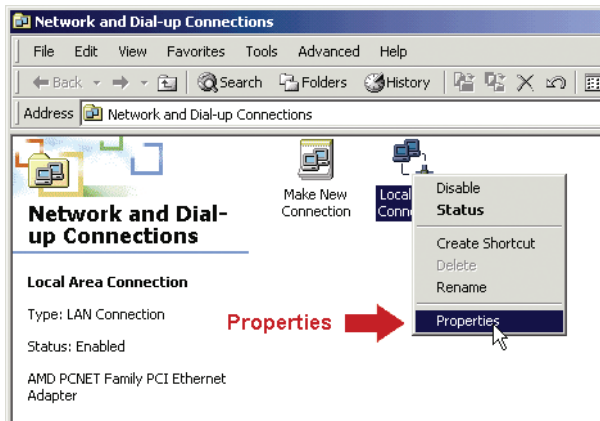 Network and Dial-up Connections
File Edit View Favorites Tools Advanced Help
Back Search Folders History
Address Network and Dial-up Connections
Make New
Connection
Local
Network and Dial-
up Connections
Local Area Connection
Type: LAN Connection
Status: Enabled
AMD PCNET Family PCI Ethernet
Adapter
Disable
Status
Create Shortcut
Delete
Rename
Properties
Properties